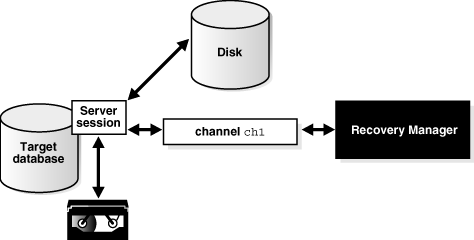 Disk
Server
session
channel ch1
Recovery Manager
Target
database